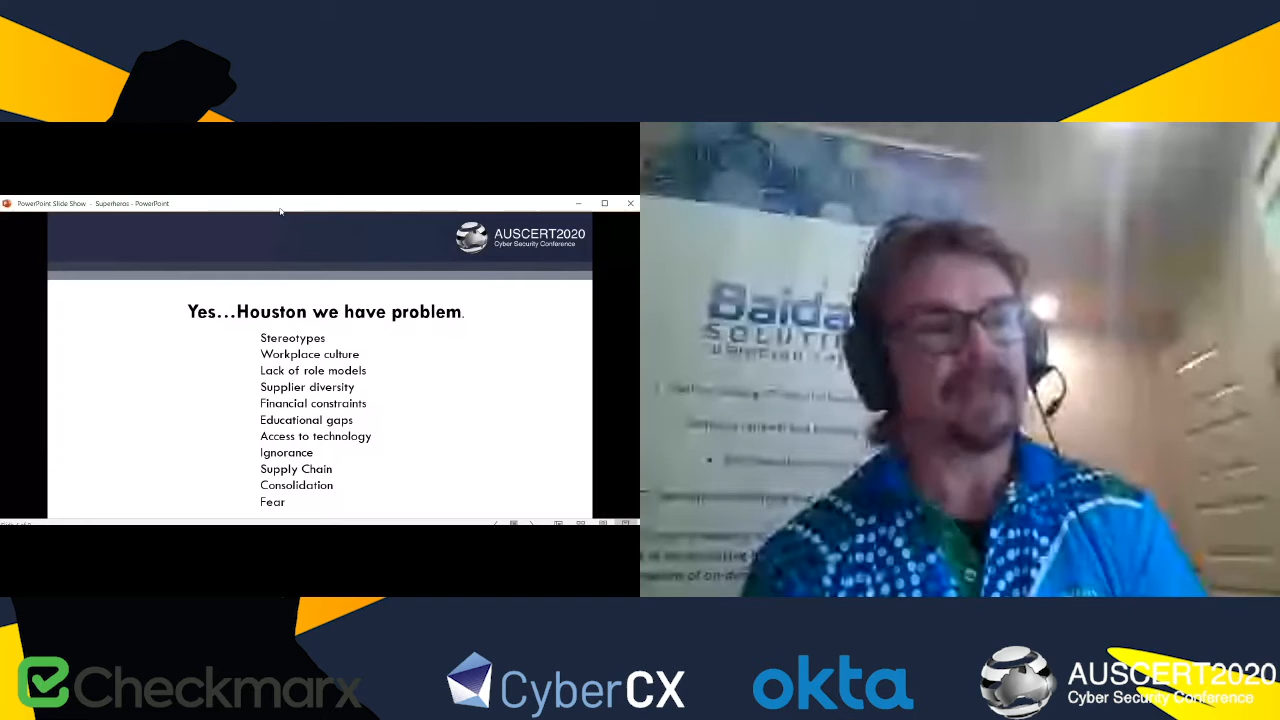 PowerPoint Slide Show - Superheros - PowerPoint
AUSCERT2020
Cyber Security Conference
Yes...Houston we have problem.
Stereotypes
Workplace culture
Lack of role models
Supplier diversity
Financial constraints
Educational gaps
Access to technology
Ignorance
Supply Chain
Consolidation
Fear
Baida
SOLUTI
Checkmarx
CyberCX
okta
AUSCERT2020
Cyber Security Conference